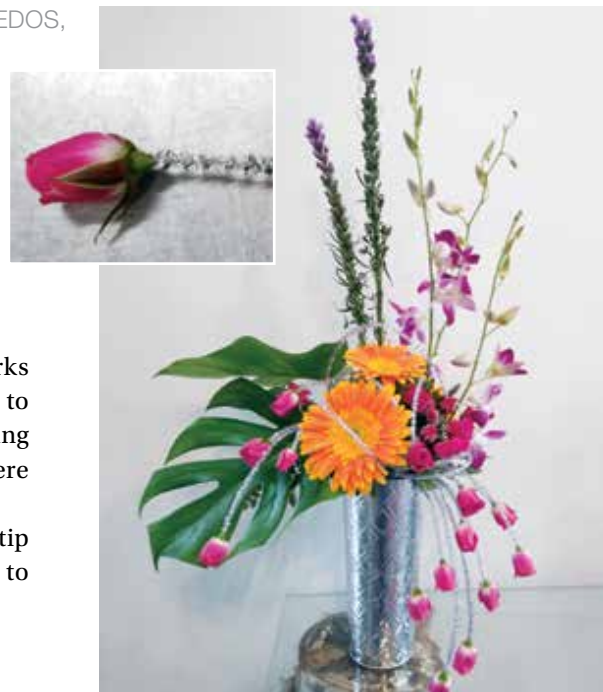 EDOS,
rks
to
ing
ere
tip
to